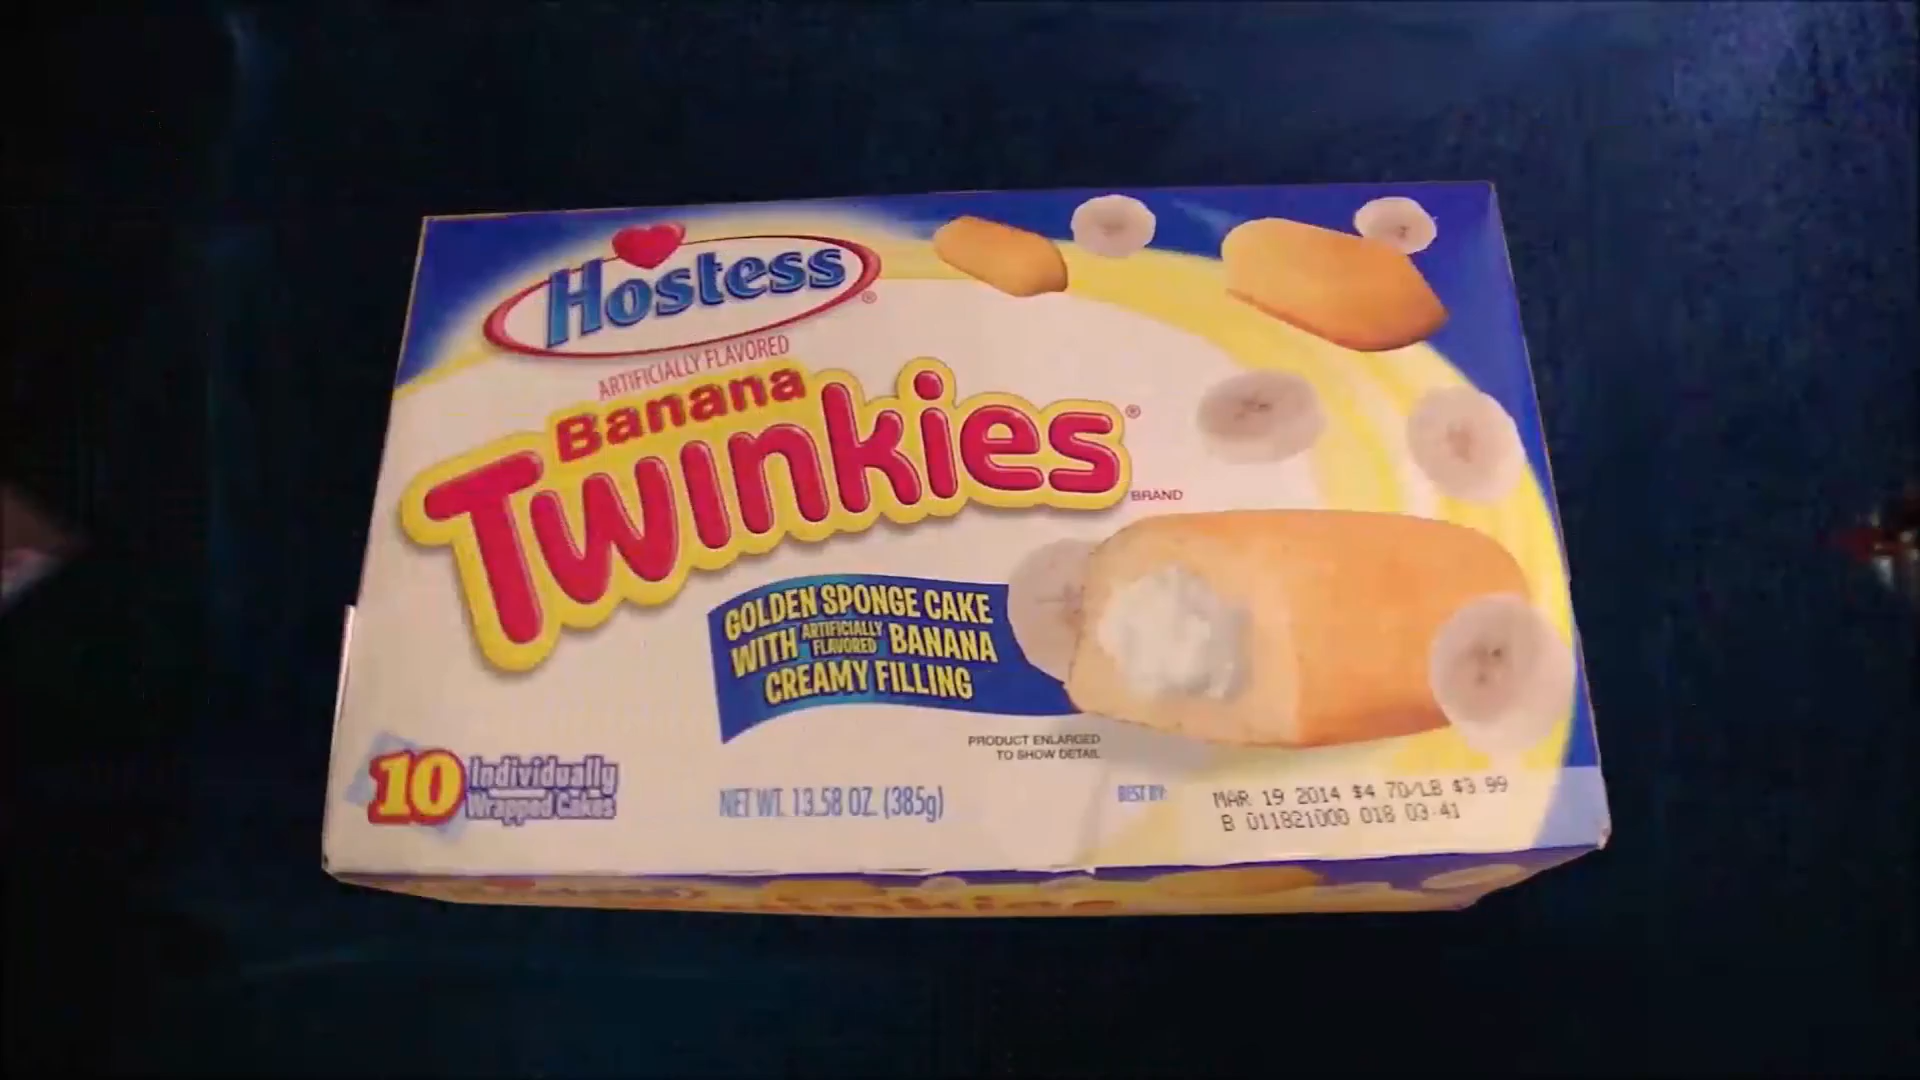 Hostess®
ARTIFICIALLY FLAVORED
Banana
Twinkies®
BRAND
GOLDEN SPONGE CAKE
WITH ARTIFICIALLY FLAVORED BANANA
CREAMY FILLING
PRODUCT ENLARGED
TO SHOW DETAIL
10 Individually
Wrapped Cakes
NET WT. 13.58 OZ. (385g)
BEST BY: MAR 19 2014 $4 70/LB $3 99
B 011821000 018 03:41